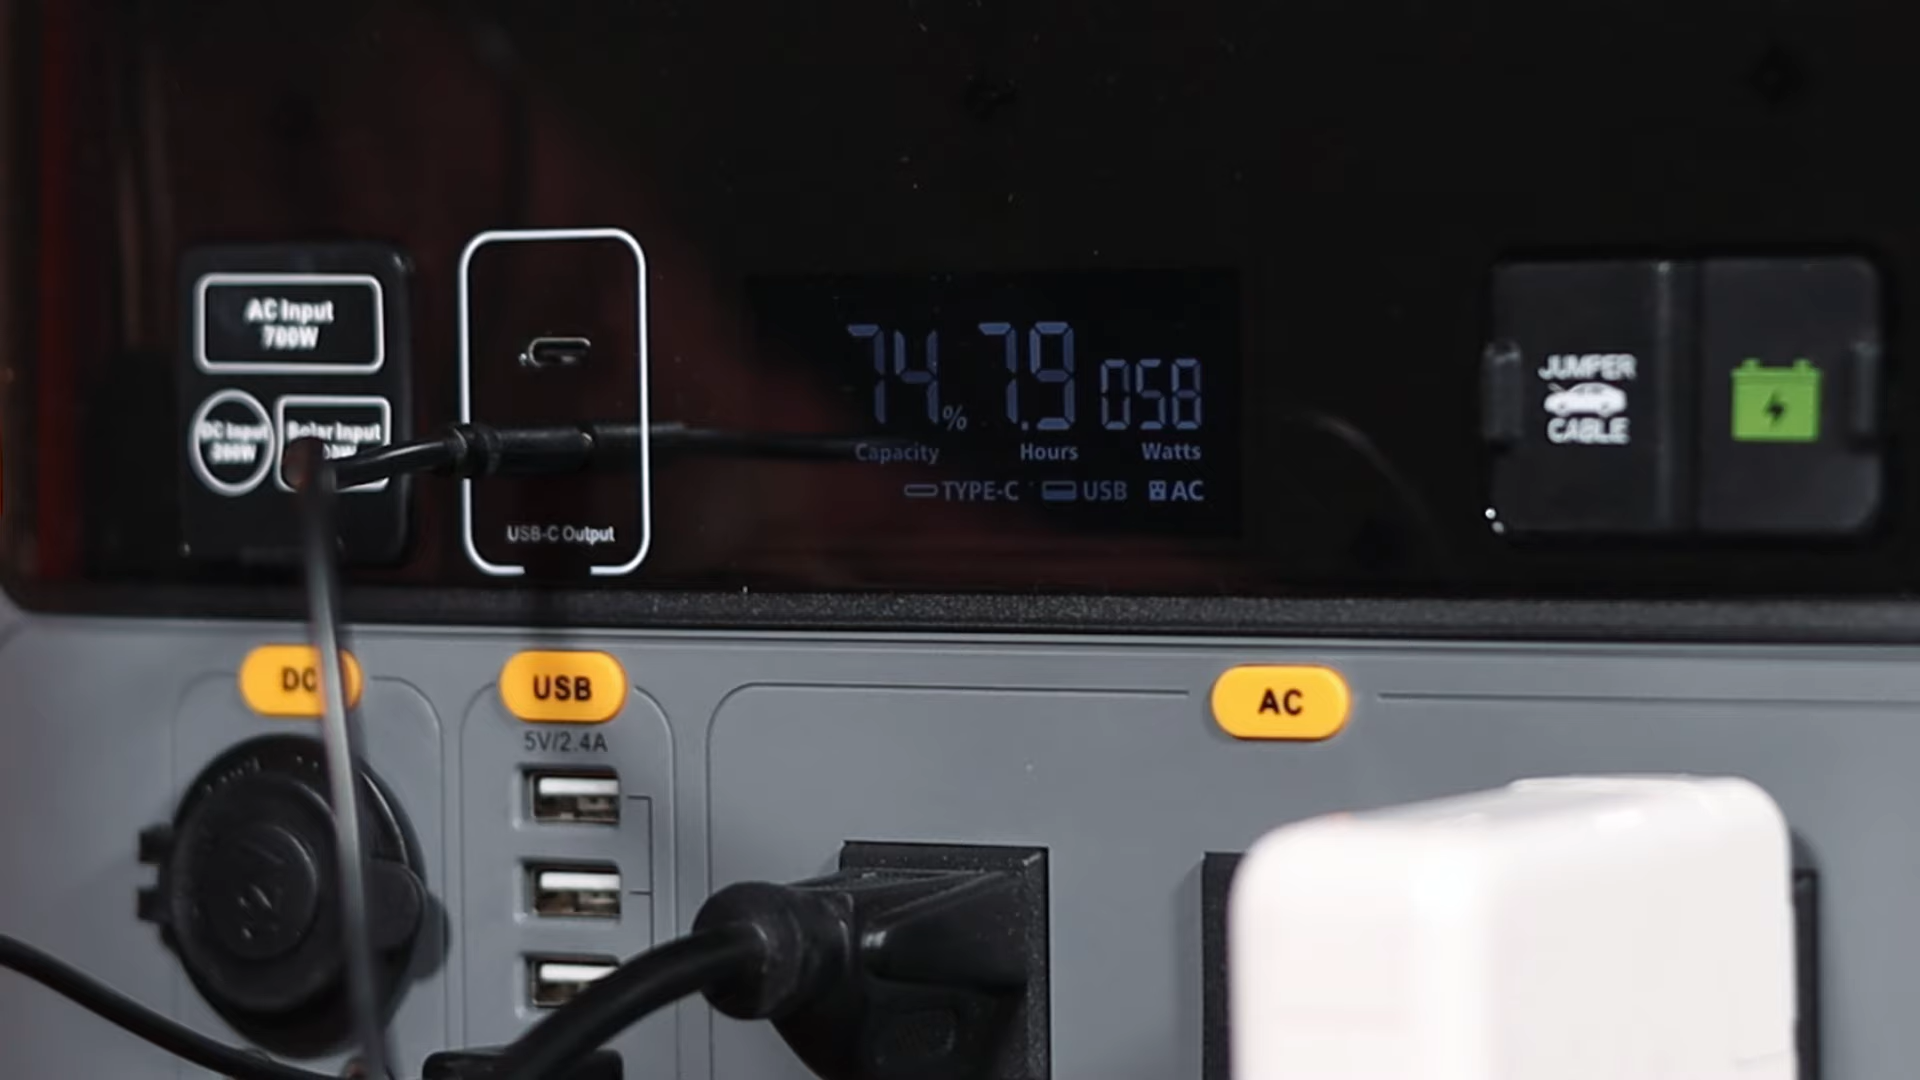 AC Input
700W
DC Input
Solar Input
USB-C Output
74% 7.9 058
Capacity Hours Watts
TYPE-C USB AC
JUMPER
CABLE
DC
USB
AC
5V/2.4A